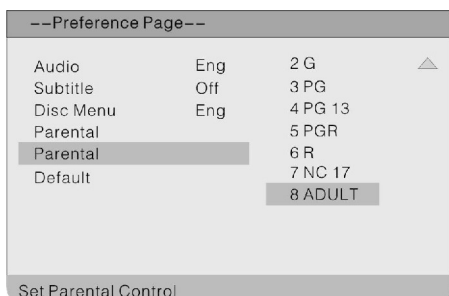 --Preference Page--
Audio Eng
Subtitle Off
Disc Menu Eng
Parental
Parental
Default
2 G
3 PG
4 PG 13
5 PGR
6 R
7 NC 17
8 ADULT
Set Parental Control